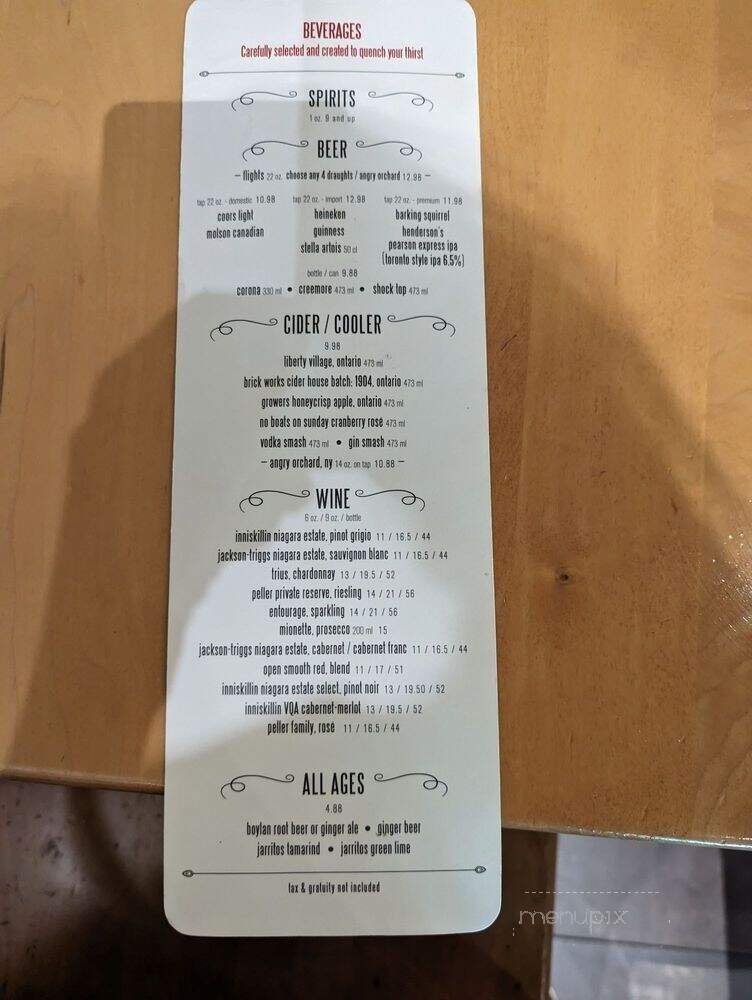 BEVERAGES
Carefully selected and created to quench your thirst
SPIRITS
1 oz. 9 and up
BEER
– flights 22 oz. choose any 4 draughts / angry orchard 12.98 –
tap 22 oz. - domestic 10.98
coors light
molson canadian
tap 22 oz. - import 12.98
heineken
guinness
stella artois 50 cl
tap 22 oz. - premium 11.98
barking squirrel
henderson's
pearson express ipa
(toronto style ipa 6.5%)
bottle / can 9.88
corona 330 ml • creemore 473 ml • shock top 473 ml
CIDER / COOLER
9.98
liberty village, ontario 473 ml
brick works cider house batch: 1904, ontario 473 ml
growers honeycrisp apple, ontario 473 ml
no boats on sunday cranberry rose 473 ml
vodka smash 473 ml • gin smash 473 ml
– angry orchard, ny 14 oz. on tap 10.88 –
WINE
6 oz. / 9 oz. / bottle
inniskillin niagara estate, pinot grigio 11 / 16.5 / 44
jackson-triggs niagara estate, sauvignon blanc 11 / 16.5 / 44
trius, chardonnay 13 / 19.5 / 52
peller private reserve, riesling 14 / 21 / 56
entourage, sparkling 14 / 21 / 56
mionette, prosecco 200 ml 15
jackson-triggs niagara estate, cabernet / cabernet franc 11 / 16.5 / 44
open smooth red, blend 11 / 17 / 51
inniskillin niagara estate select, pinot noir 13 / 19.50 / 52
inniskillin VQA cabernet-merlot 13 / 19.5 / 52
peller family, rose 11 / 16.5 / 44
ALL AGES
4.88
boylan root beer or ginger ale • ginger beer
jarritos tamarind • jarritos green lime
tax & gratuity not included
menupix